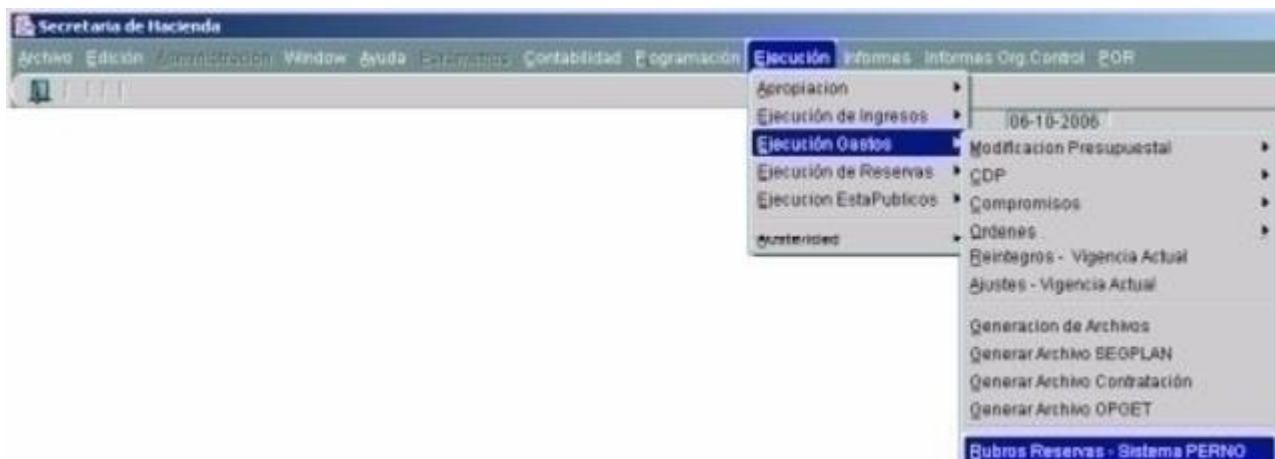 Secretaria de Hacienda
Archivo Edición Administracion Window Ayuda Contabilidad Programación Ejecución Informes Informes Org.Control POR
Apropiacion
Ejecución de Ingresos
06-10-2006
Ejecución Gastos
Ejecución de Reservas
Ejecucion EstaPublicos
Austeridad
Modificacion Presupuestal
CDP
Compromisos
Ordenes
Reintegros - Vigencia Actual
Ajustes - Vigencia Actual
Generacion de Archivos
Generar Archivo SEGPLAN
Generar Archivo Contratación
Generar Archivo OPGET
Rubros Reservas - Sistema PERNO